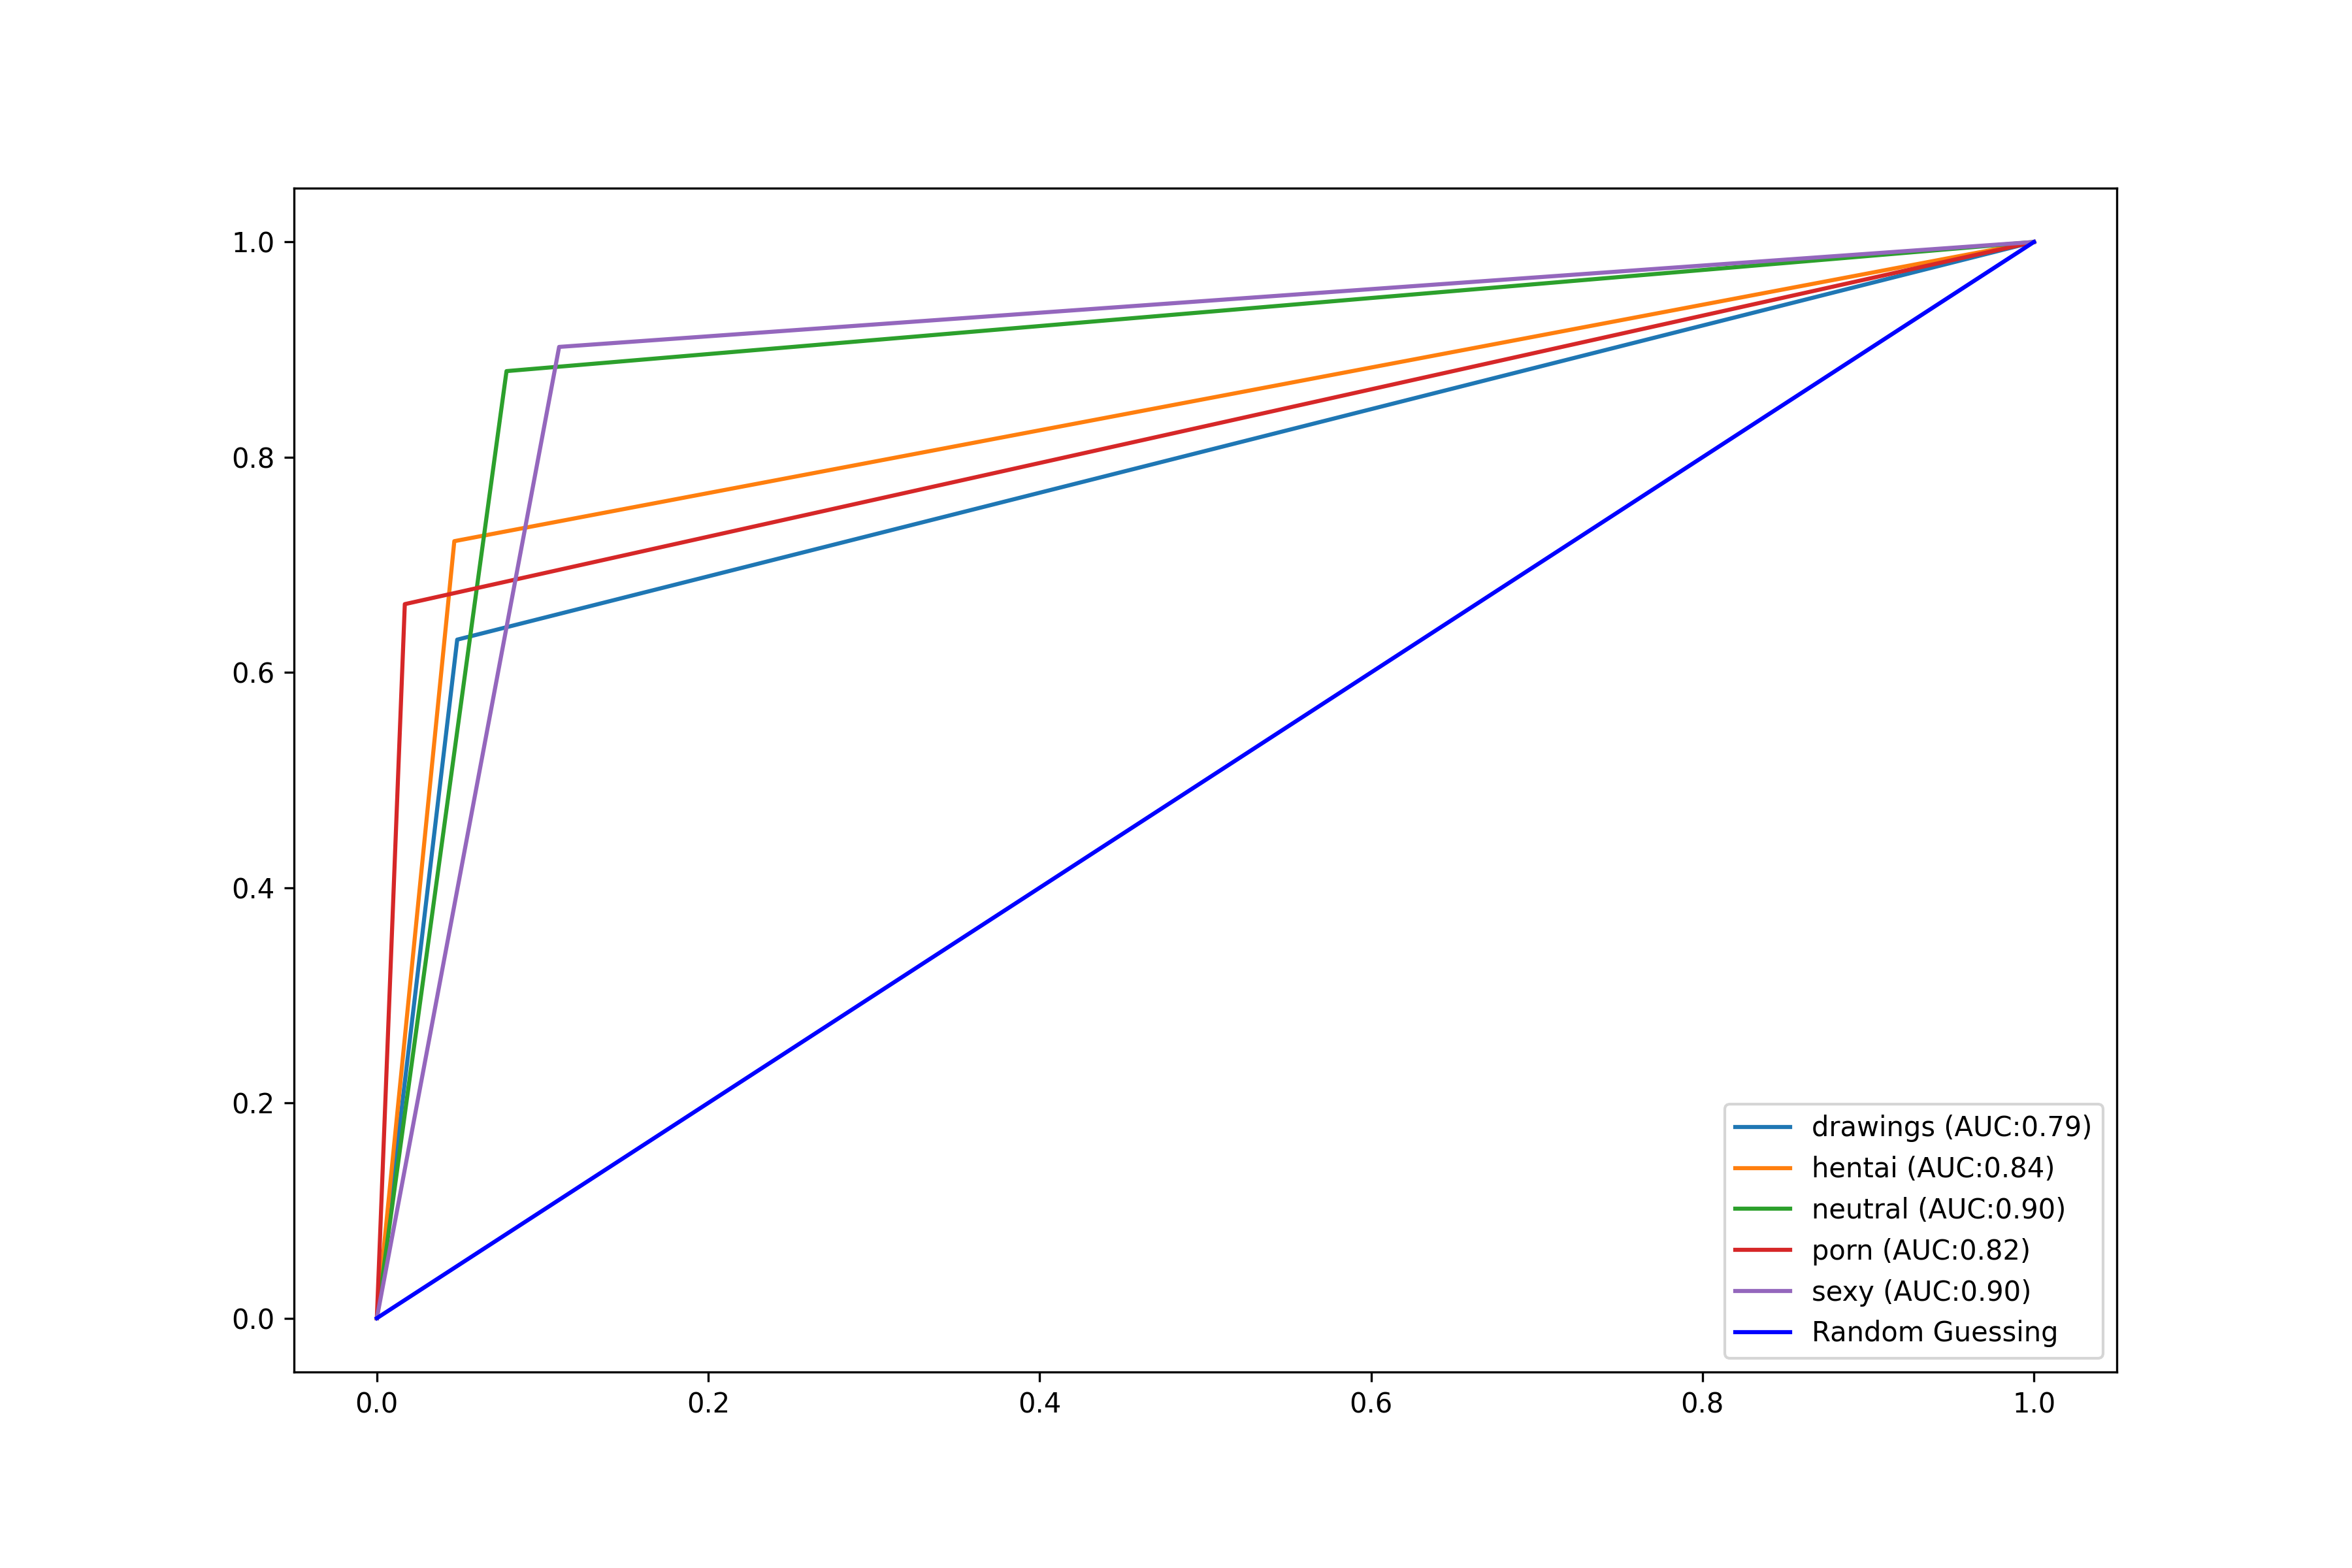 1.0
0.8
0.6
0.4
0.2
0.0
0.0 0.2 0.4 0.6 0.8 1.0
drawings (AUC:0.79)
hentai (AUC:0.84)
neutral (AUC:0.90)
porn (AUC:0.82)
sexy (AUC:0.90)
Random Guessing